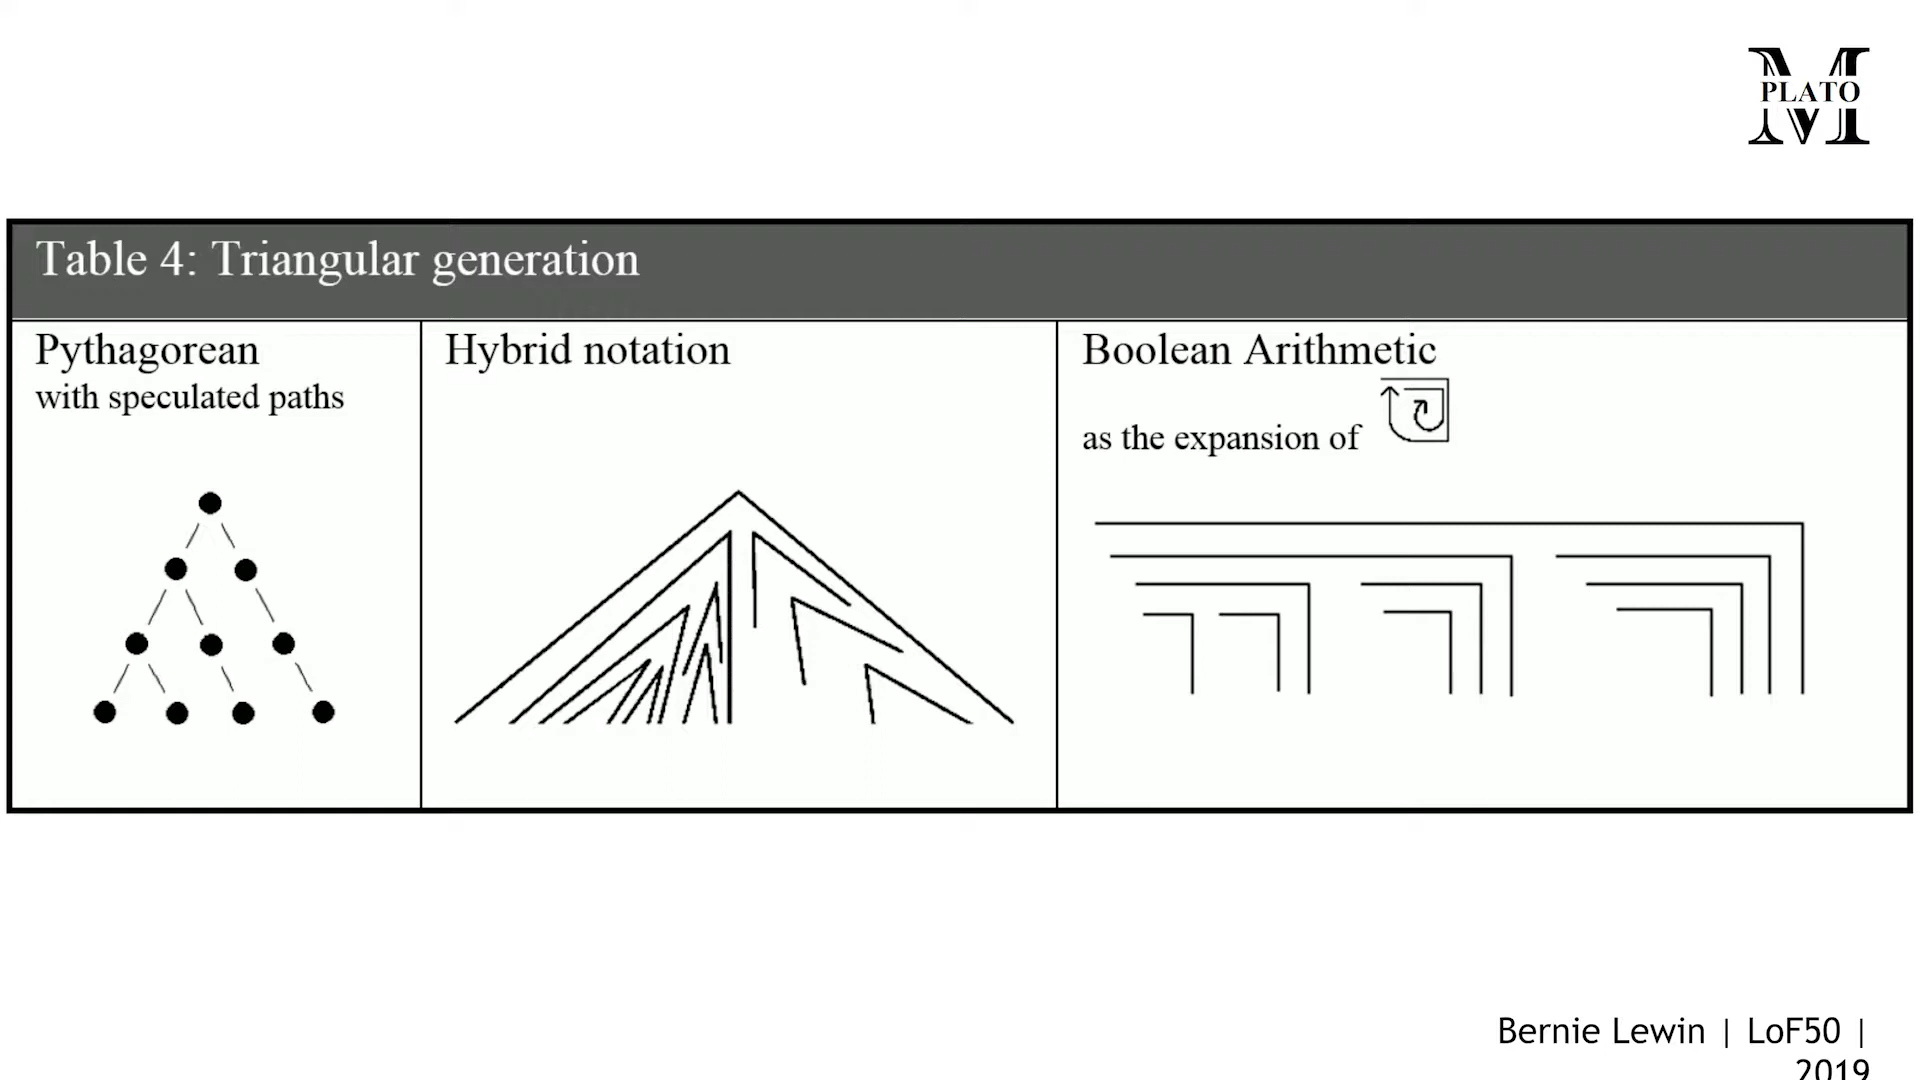 M
PLATO
Table 4: Triangular generation
Pythagorean
with speculated paths
Hybrid notation
Boolean Arithmetic
as the expansion of
Bernie Lewin | LoF50 |
2019